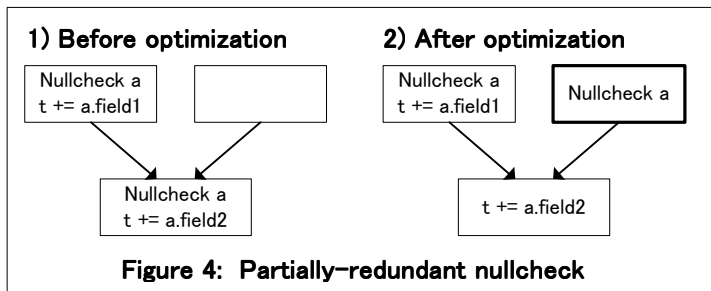 1) Before optimization
2) After optimization
Nullcheck a
t += a.field1
Nullcheck a
t += a.field2
Nullcheck a
t += a.field1
Nullcheck a
t += a.field2
Figure 4: Partially-redundant nullcheck